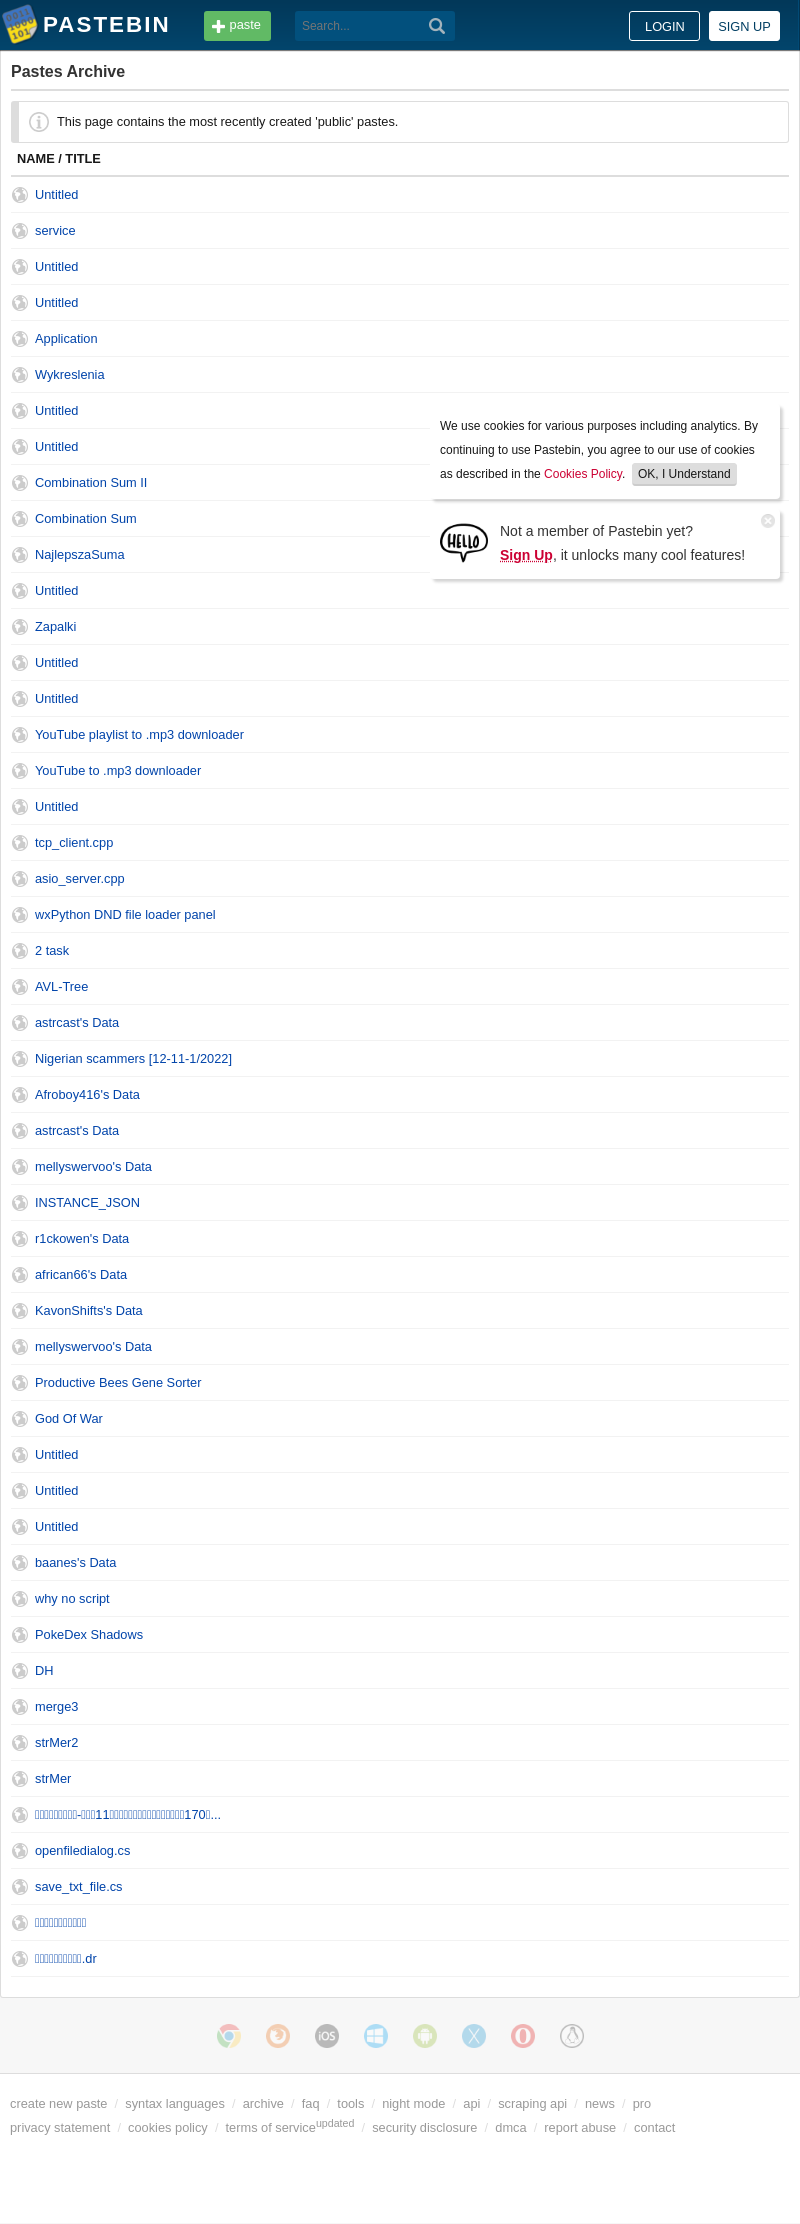 PASTEBIN
paste
Search...
LOGIN
SIGN UP
Pastes Archive
This page contains the most recently created 'public' pastes.
NAME / TITLE
Untitled
service
Untitled
Untitled
Application
Wykreslenia
Untitled
Untitled
Combination Sum II
Combination Sum
NajlepszaSuma
Untitled
We use cookies for various purposes including analytics. By
continuing to use Pastebin, you agree to our use of cookies
as described in the Cookies Policy. OK, I Understand
HELLO
Not a member of Pastebin yet?
Sign Up, it unlocks many cool features!
Zapalki
Untitled
Untitled
YouTube playlist to .mp3 downloader
YouTube to .mp3 downloader
Untitled
tcp_client.cpp
asio_server.cpp
wxPython DND file loader panel
2 task
AVL-Tree
astrcast's Data
Nigerian scammers [12-11-1/2022]
Afroboy416's Data
astrcast's Data
mellyswervoo's Data
INSTANCE_JSON
r1ckowen's Data
african66's Data
KavonShifts's Data
mellyswervoo's Data
Productive Bees Gene Sorter
God Of War
Untitled
Untitled
Untitled
baanes's Data
why no script
PokeDex Shadows
DH
merge3
strMer2
strMer
openfiledialog.cs
save_txt_file.cs
.dr
iOS
create new paste / syntax languages / archive / faq / tools / night mode / api / scraping api / news / pro
privacy statement / cookies policy / terms of service updated / security disclosure / dmca / report abuse / contact